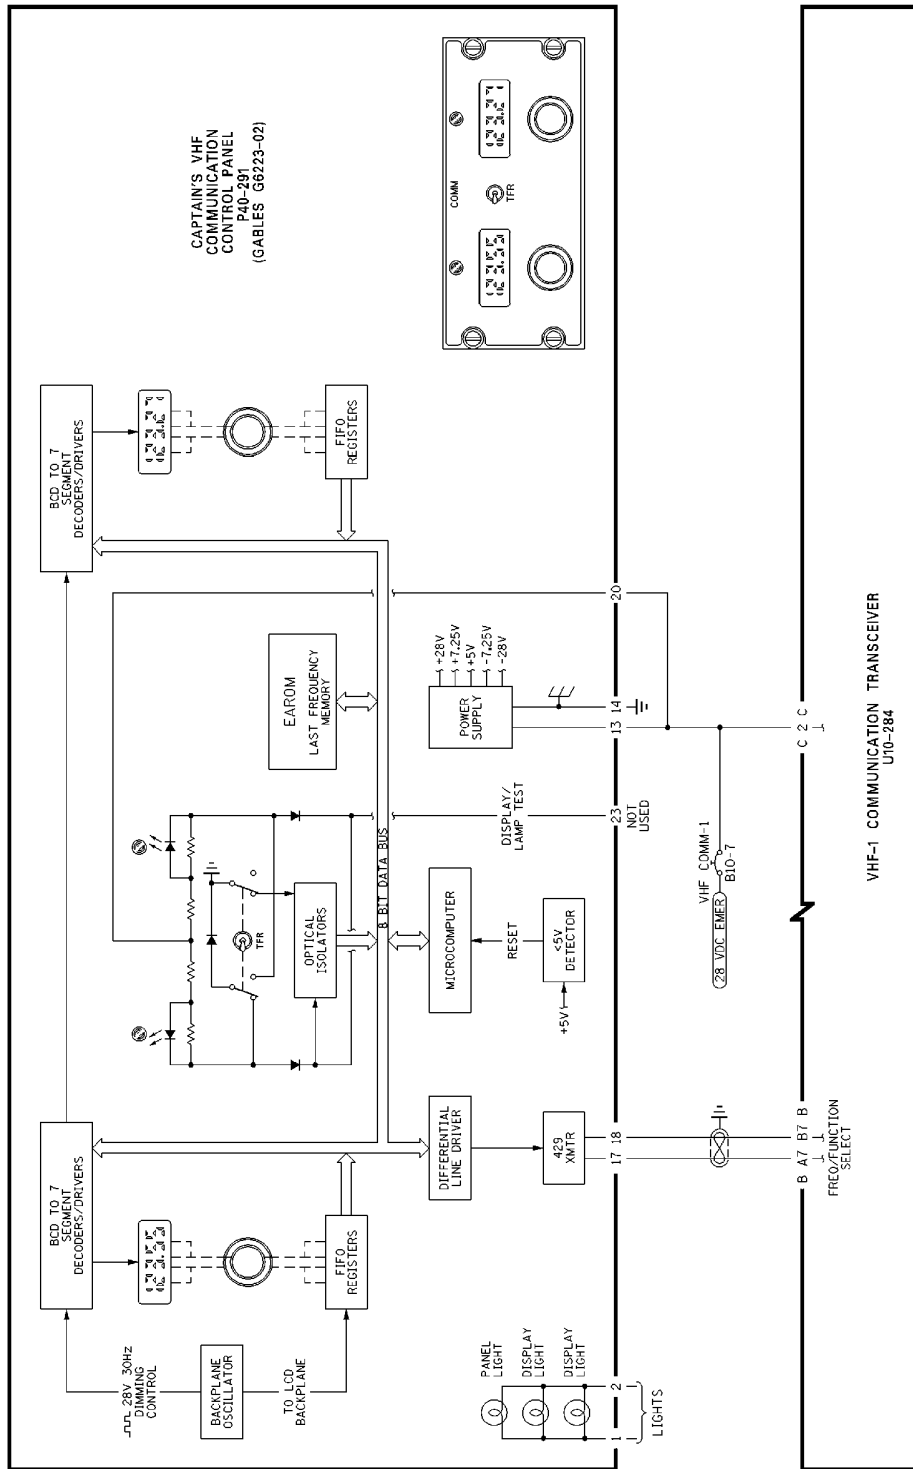 CAPTAIN'S VHF
COMMUNICATION
CONTROL PANEL
P40-291
(GABLES G6223-02)
COMM
TFR
BCD TO 7
SEGMENT
DECODERS/DRIVERS
FIFO
REGISTERS
EAROM
LAST FREQUENCY
MEMORY
+28V
+7.25V
+5V
-7.25V
-28V
POWER
SUPPLY
20
14
13
TFR
OPTICAL
ISOLATORS
8 BIT DATA BUS
DISPLAY/
LAMP TEST
23
NOT
USED
MICROCOMPUTER
RESET
<5V
DETECTOR
+5V
BCD TO 7
SEGMENT
DECODERS/DRIVERS
FIFO
REGISTERS
DIFFERENTIAL
LINE DRIVER
429
XMTR
18
17
28V 30Hz
DIMMING
CONTROL
BACKPLANE
OSCILLATOR
TO LCD
BACKPLANE
PANEL
LIGHT
DISPLAY
LIGHT
DISPLAY
LIGHT
1
2
LIGHTS
VHF COMM-1
B10-7
28 VDC EMER
C 2 C
B B7 B
A7
FREQ/FUNCTION
SELECT
VHF-1 COMMUNICATION TRANSCEIVER
U10-284